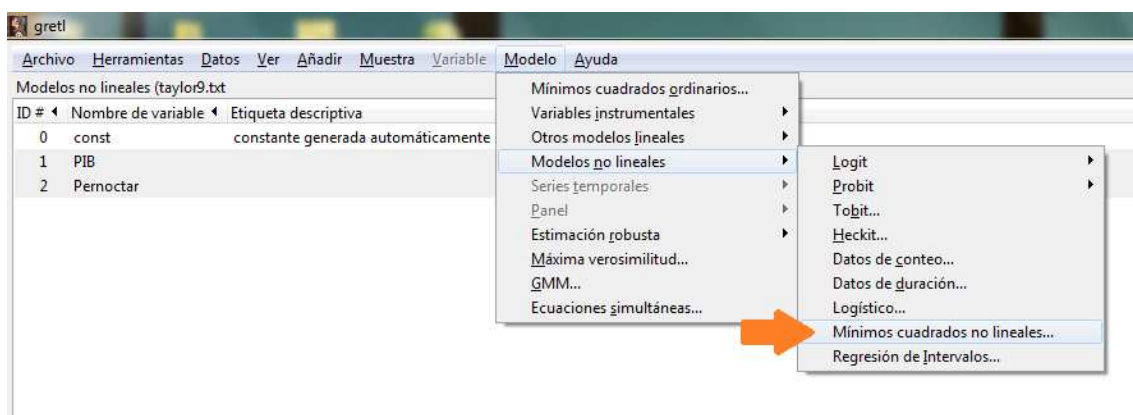 gretl
Archivo Herramientas Datos Ver Añadir Muestra Variable Modelo Ayuda
Modelos no lineales (taylor9.txt
ID # Nombre de variable Etiqueta descriptiva
0 const constante generada automáticamente
1 PIB
2 Pernoctar
Mínimos cuadrados ordinarios...
Variables instrumentales
Otros modelos lineales
Modelos no lineales
Series temporales
Panel
Estimación robusta
Máxima verosimilitud...
GMM...
Ecuaciones simultáneas...
Logit
Probit
Tobit...
Heckit...
Datos de conteo...
Datos de duración...
Logístico...
Mínimos cuadrados no lineales...
Regresión de Intervalos...